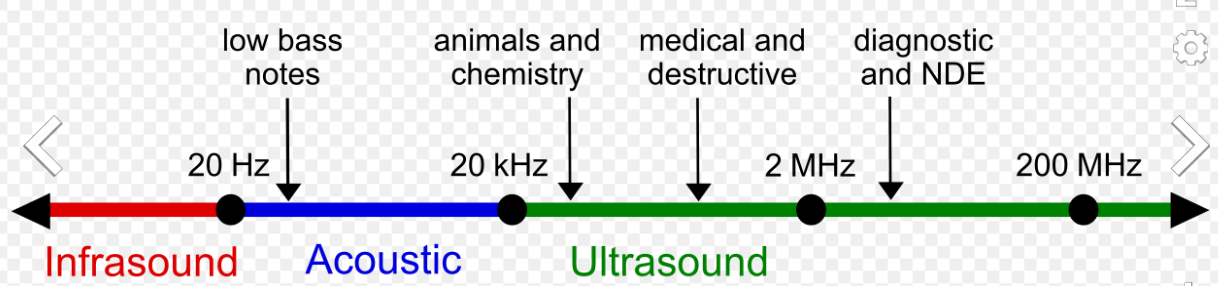 low bass
notes
animals and
chemistry
medical and
destructive
diagnostic
and NDE
20 Hz
20 kHz
2 MHz
200 MHz
Infrasound
Acoustic
Ultrasound